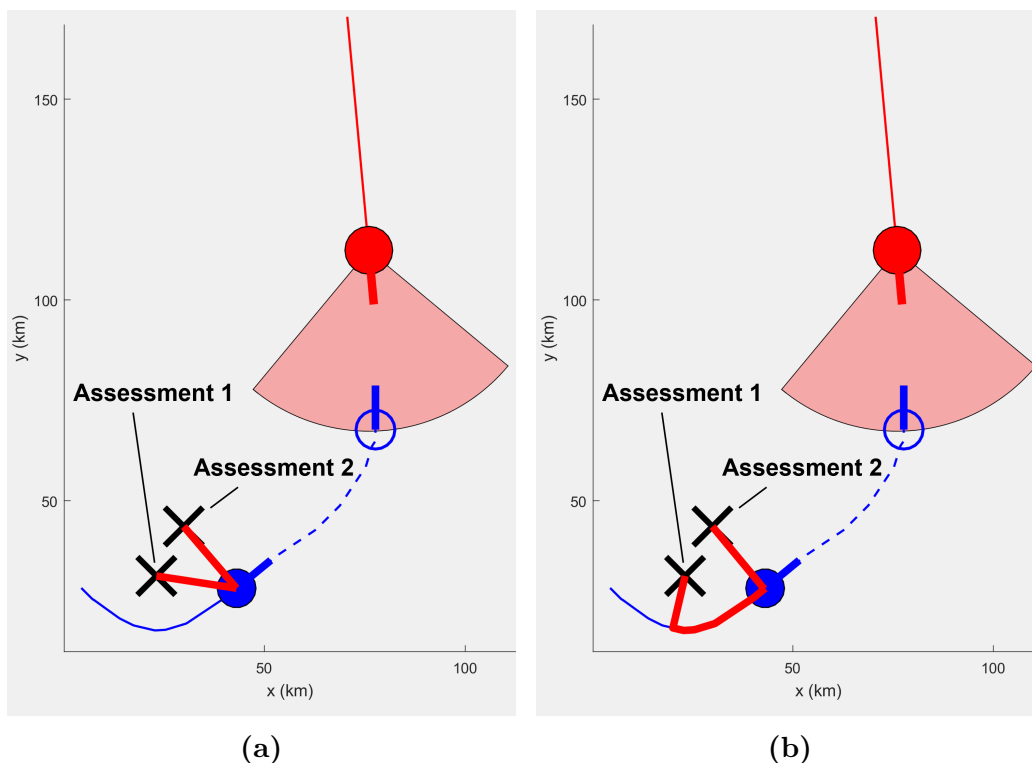 150
100
50
y (km)
Assessment 1
Assessment 2
50
100
x (km)
(a)
150
100
50
y (km)
Assessment 1
Assessment 2
50
100
x (km)
(b)